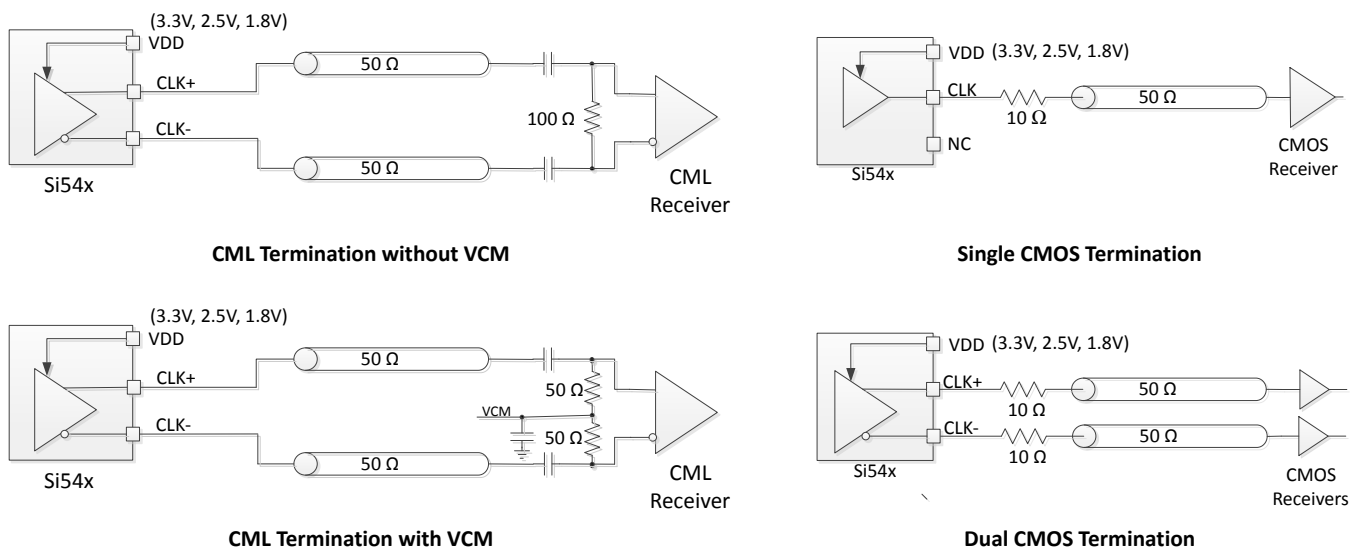 (3.3V, 2.5V, 1.8V)
VDD
CLK+
50 Ω
100 Ω
CLK-
50 Ω
Si54x
CML
Receiver
CML Termination without VCM
VDD (3.3V, 2.5V, 1.8V)
CLK
10 Ω
50 Ω
NC
CMOS
Receiver
Si54x
Single CMOS Termination
(3.3V, 2.5V, 1.8V)
VDD
CLK+
50 Ω
50 Ω
VCM
50 Ω
CLK-
50 Ω
Si54x
CML
Receiver
CML Termination with VCM
VDD (3.3V, 2.5V, 1.8V)
CLK+
10 Ω
50 Ω
CLK-
10 Ω
50 Ω
Si54x
CMOS
Receivers
Dual CMOS Termination